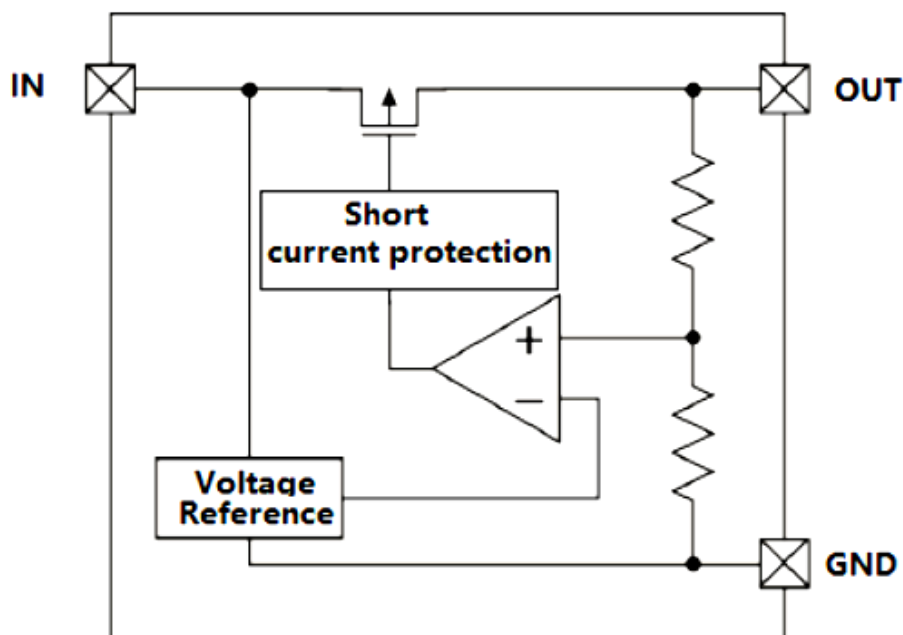 IN
OUT
Short
current protection
+
−
Voltage
Reference
GND